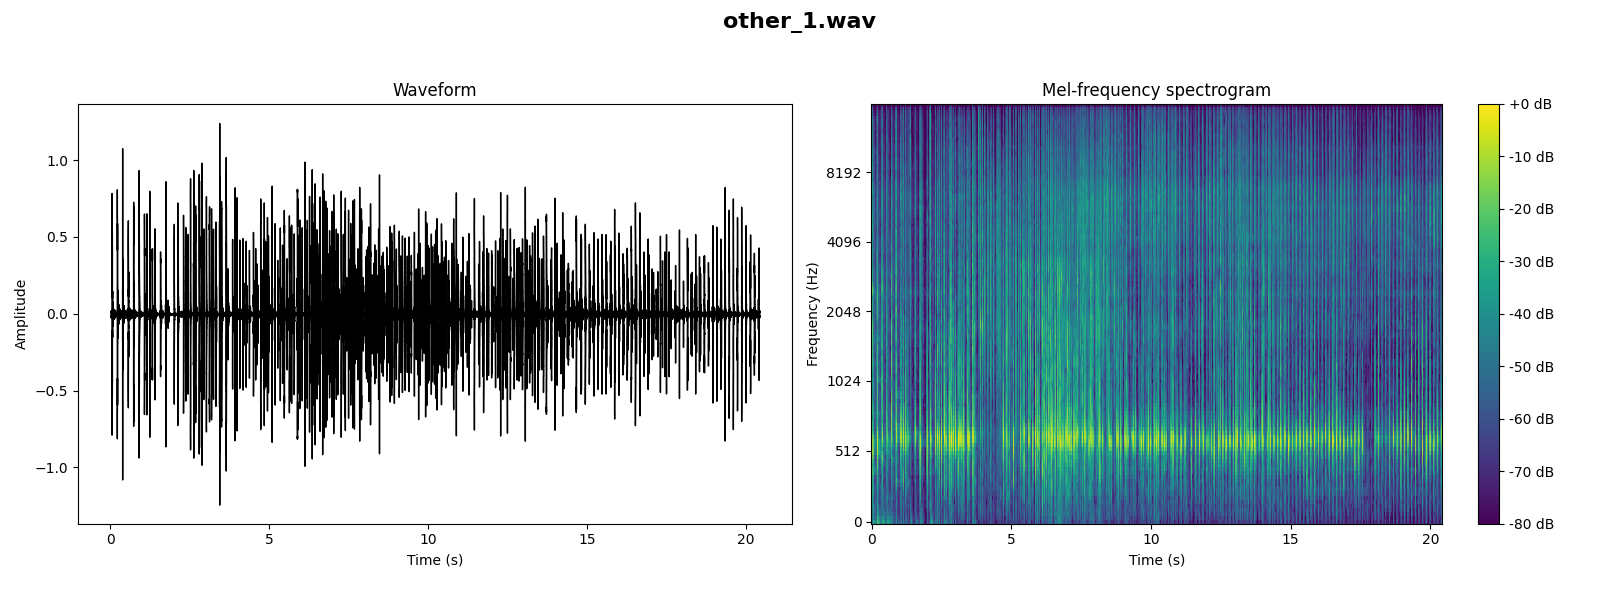 other_1.wav
Waveform
Amplitude
1.0
0.5
0.0
−0.5
−1.0
0 5 10 15 20
Time (s)
Mel-frequency spectrogram
Frequency (Hz)
8192
4096
2048
1024
512
0
0 5 10 15 20
Time (s)
+0 dB
-10 dB
-20 dB
-30 dB
-40 dB
-50 dB
-60 dB
-70 dB
-80 dB